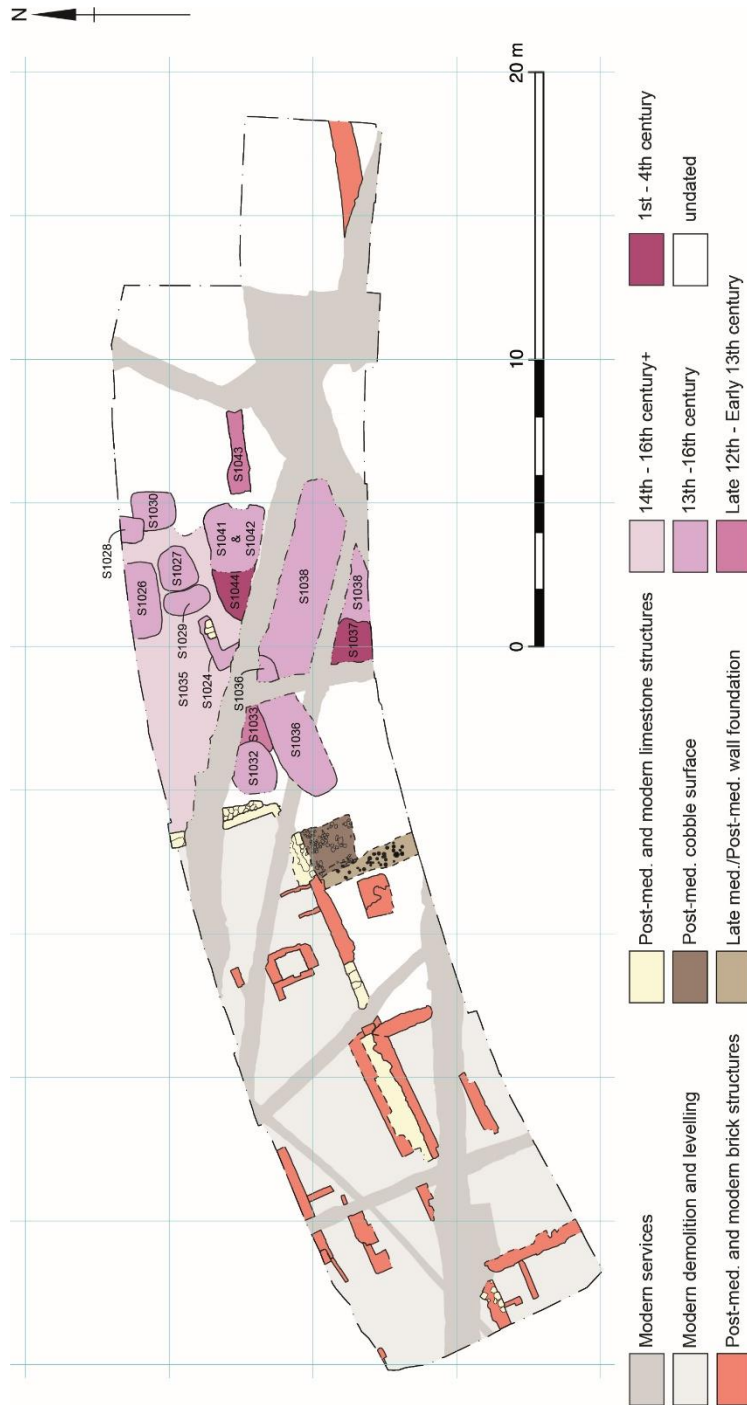 N
S1028
S1030
S1026
S1027
S1029
S1035
S1024
S1041
&
S1042
S1043
S1044
S1038
S1038
S1037
S1036
S1033
S1032
S1036
0
10
20 m
Modern services
Modern demolition and levelling
Post-med. and modern brick structures
Post-med. and modern limestone structures
Post-med. cobble surface
Late med./Post-med. wall foundation
14th - 16th century+
13th -16th century
Late 12th - Early 13th century
1st - 4th century
undated